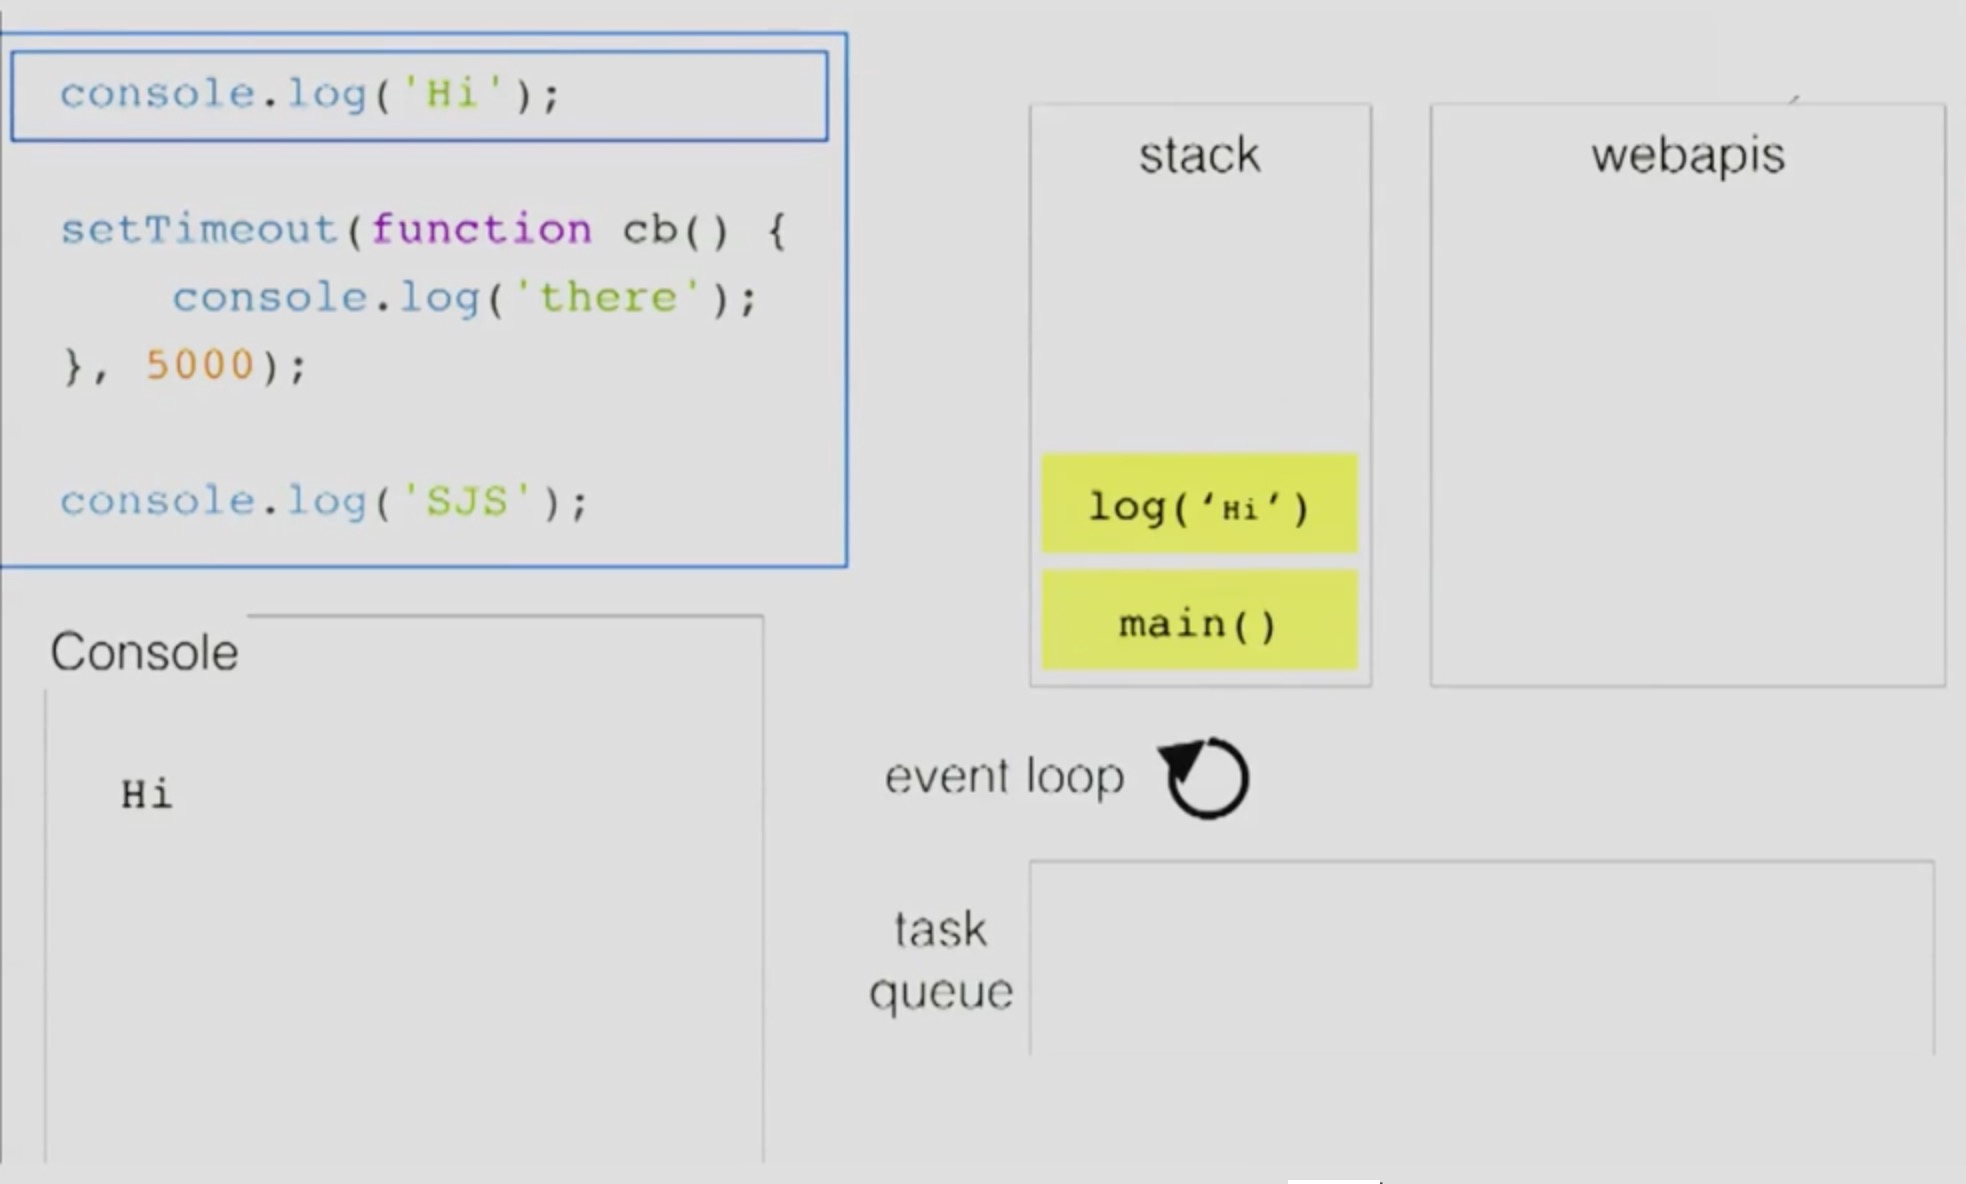 console.log('Hi');
setTimeout(function cb() {
console.log('there');
}, 5000);
console.log('SJS');
Console
Hi
stack
log(‘Hi’)
main()
webapis
event loop
task
queue